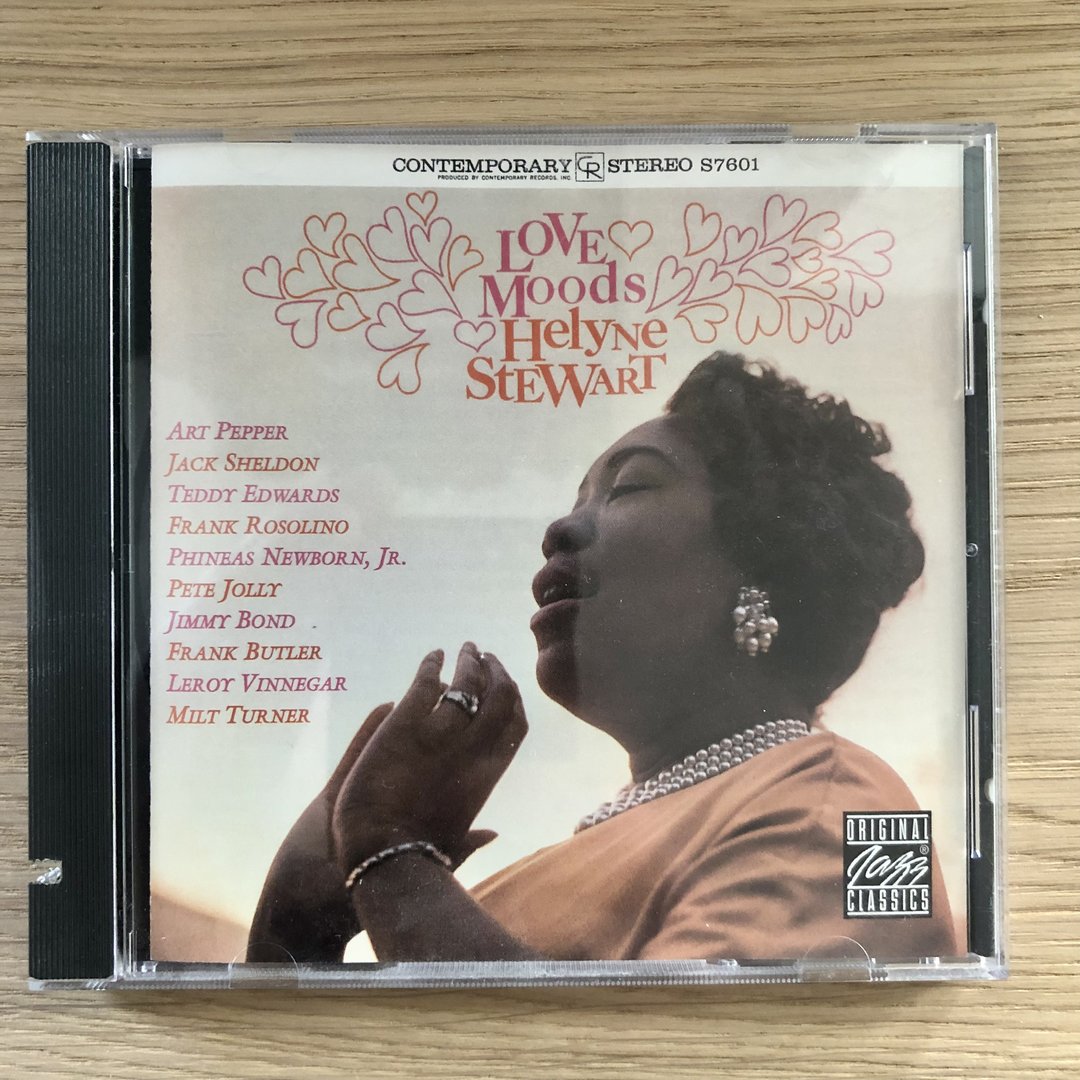 CONTEMPORARY CR STEREO S7601
PRODUCED BY CONTEMPORARY RECORDS, INC.
LOVE
Moods
Helyne
Stewart
ART PEPPER
JACK SHELDON
TEDDY EDWARDS
FRANK ROSOLINO
PHINEAS NEWBORN, JR.
PETE JOLLY
JIMMY BOND
FRANK BUTLER
LEROY VINNEGAR
MILT TURNER
ORIGINAL
Jazz®
CLASSICS